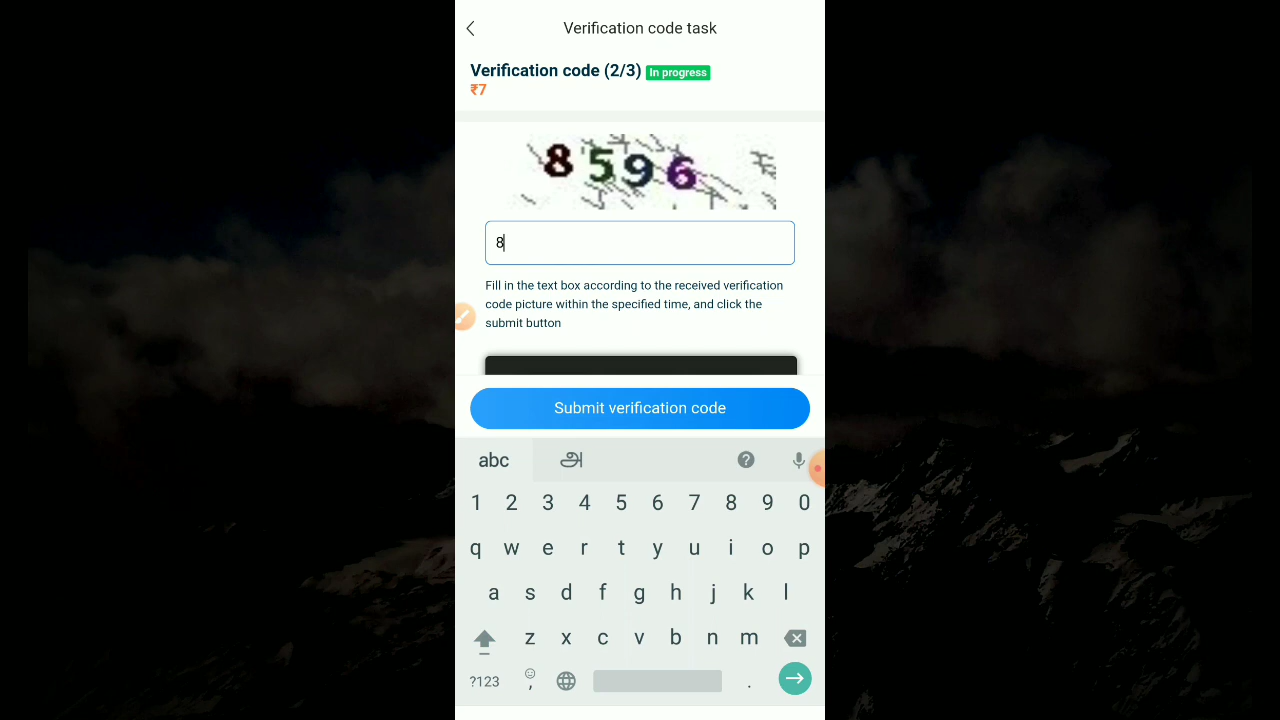 Verification code task
Verification code (2/3) In progress
₹7
8596
8
Fill in the text box according to the received verification
code picture within the specified time, and click the
submit button
Submit verification code
abc அ ?
1 2 3 4 5 6 7 8 9 0
q w e r t y u i o p
a s d f g h j k l
z x c v b n m
?123 , .